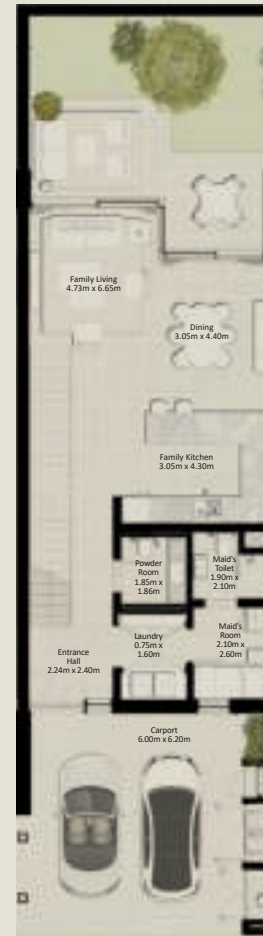 Family Living
4.73m x 6.65m
Dining
3.05m x 4.40m
Family Kitchen
3.05m x 4.30m
Powder
Room
1.85m x
1.86m
Maid's
Toilet
1.90m x
2.10m
Laundry
0.75m x
1.60m
Maid's
Room
2.10m x
2.60m
Entrance
Hall
2.24m x 2.40m
Carport
6.00m x 6.20m